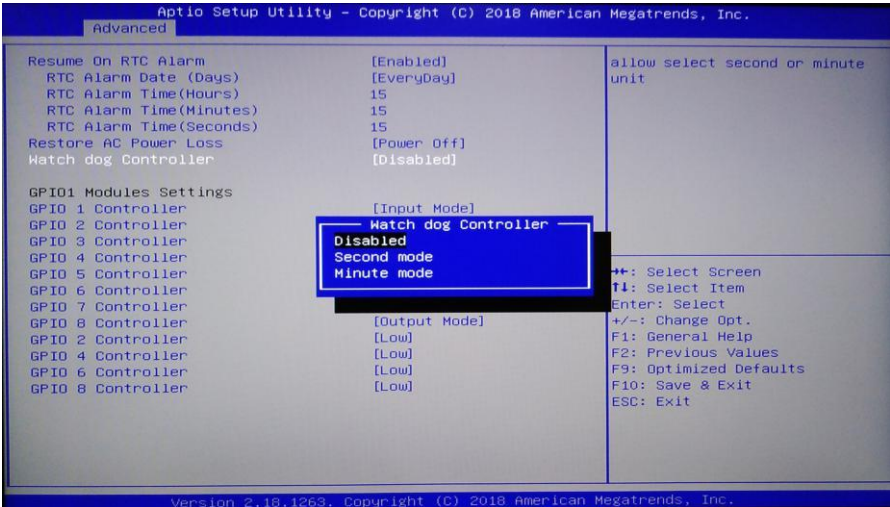 Aptio Setup Utility – Copyright (C) 2018 American Megatrends, Inc.
Advanced
Resume On RTC Alarm [Enabled]
RTC Alarm Date (Days) [EveryDay]
RTC Alarm Time(Hours) 15
RTC Alarm Time(Minutes) 15
RTC Alarm Time(Seconds) 15
Restore AC Power Loss [Power Off]
Watch dog Controller [Disabled]
GPIO1 Modules Settings
GPIO 1 Controller [Input Mode]
GPIO 2 Controller
GPIO 3 Controller
GPIO 4 Controller
GPIO 5 Controller
GPIO 6 Controller
GPIO 7 Controller
GPIO 8 Controller [Output Mode]
GPIO 2 Controller [Low]
GPIO 4 Controller [Low]
GPIO 6 Controller [Low]
GPIO 8 Controller [Low]
Watch dog Controller
Disabled
Second mode
Minute mode
allow select second or minute
unit
→←: Select Screen
↑↓: Select Item
Enter: Select
+/-: Change Opt.
F1: General Help
F2: Previous Values
F9: Optimized Defaults
F10: Save & Exit
ESC: Exit
Version 2.18.1263. Copyright (C) 2018 American Megatrends, Inc.